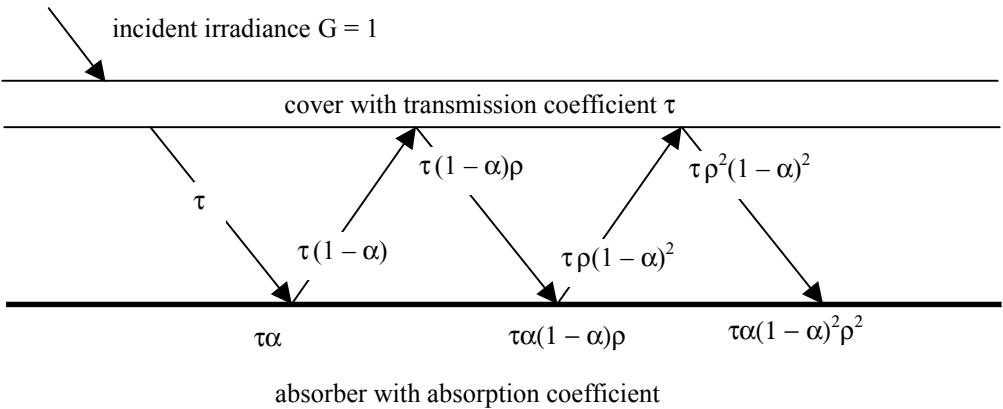 incident irradiance G = 1
cover with transmission coefficient τ
τ
τ(1 – α)
τ(1 – α)ρ
τρ(1 – α)²
τρ²(1 – α)²
τα
τα(1 – α)ρ
τα(1 – α)²ρ²
absorber with absorption coefficient